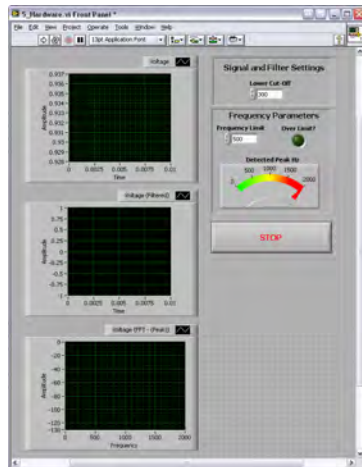 5_Hardware.vi Front Panel *
File Edit View Project Operate Tools Window Help
13pt Application Font
Voltage
Amplitude
0.937
0.936
0.935
0.934
0.933
0.932
0.931
0.93
0.929
0.928
0 0.0025 0.005 0.0075 0.01
Time
Voltage (Filtered)
Amplitude
1
0.75
0.5
0.25
0
-0.25
-0.5
-0.75
-1
0 0.0025 0.005 0.0075 0.01
Time
Voltage (FFT - (Peak))
Amplitude
0
-20
-40
-60
-80
-100
-120
-130
0 500 1000 1500 2000
Frequency
Signal and Filter Settings
Lower Cut-Off
300
Frequency Parameters
Frequency Limit Over Limit?
500
Detected Peak Hz
0 500 1000 1500 2000
STOP